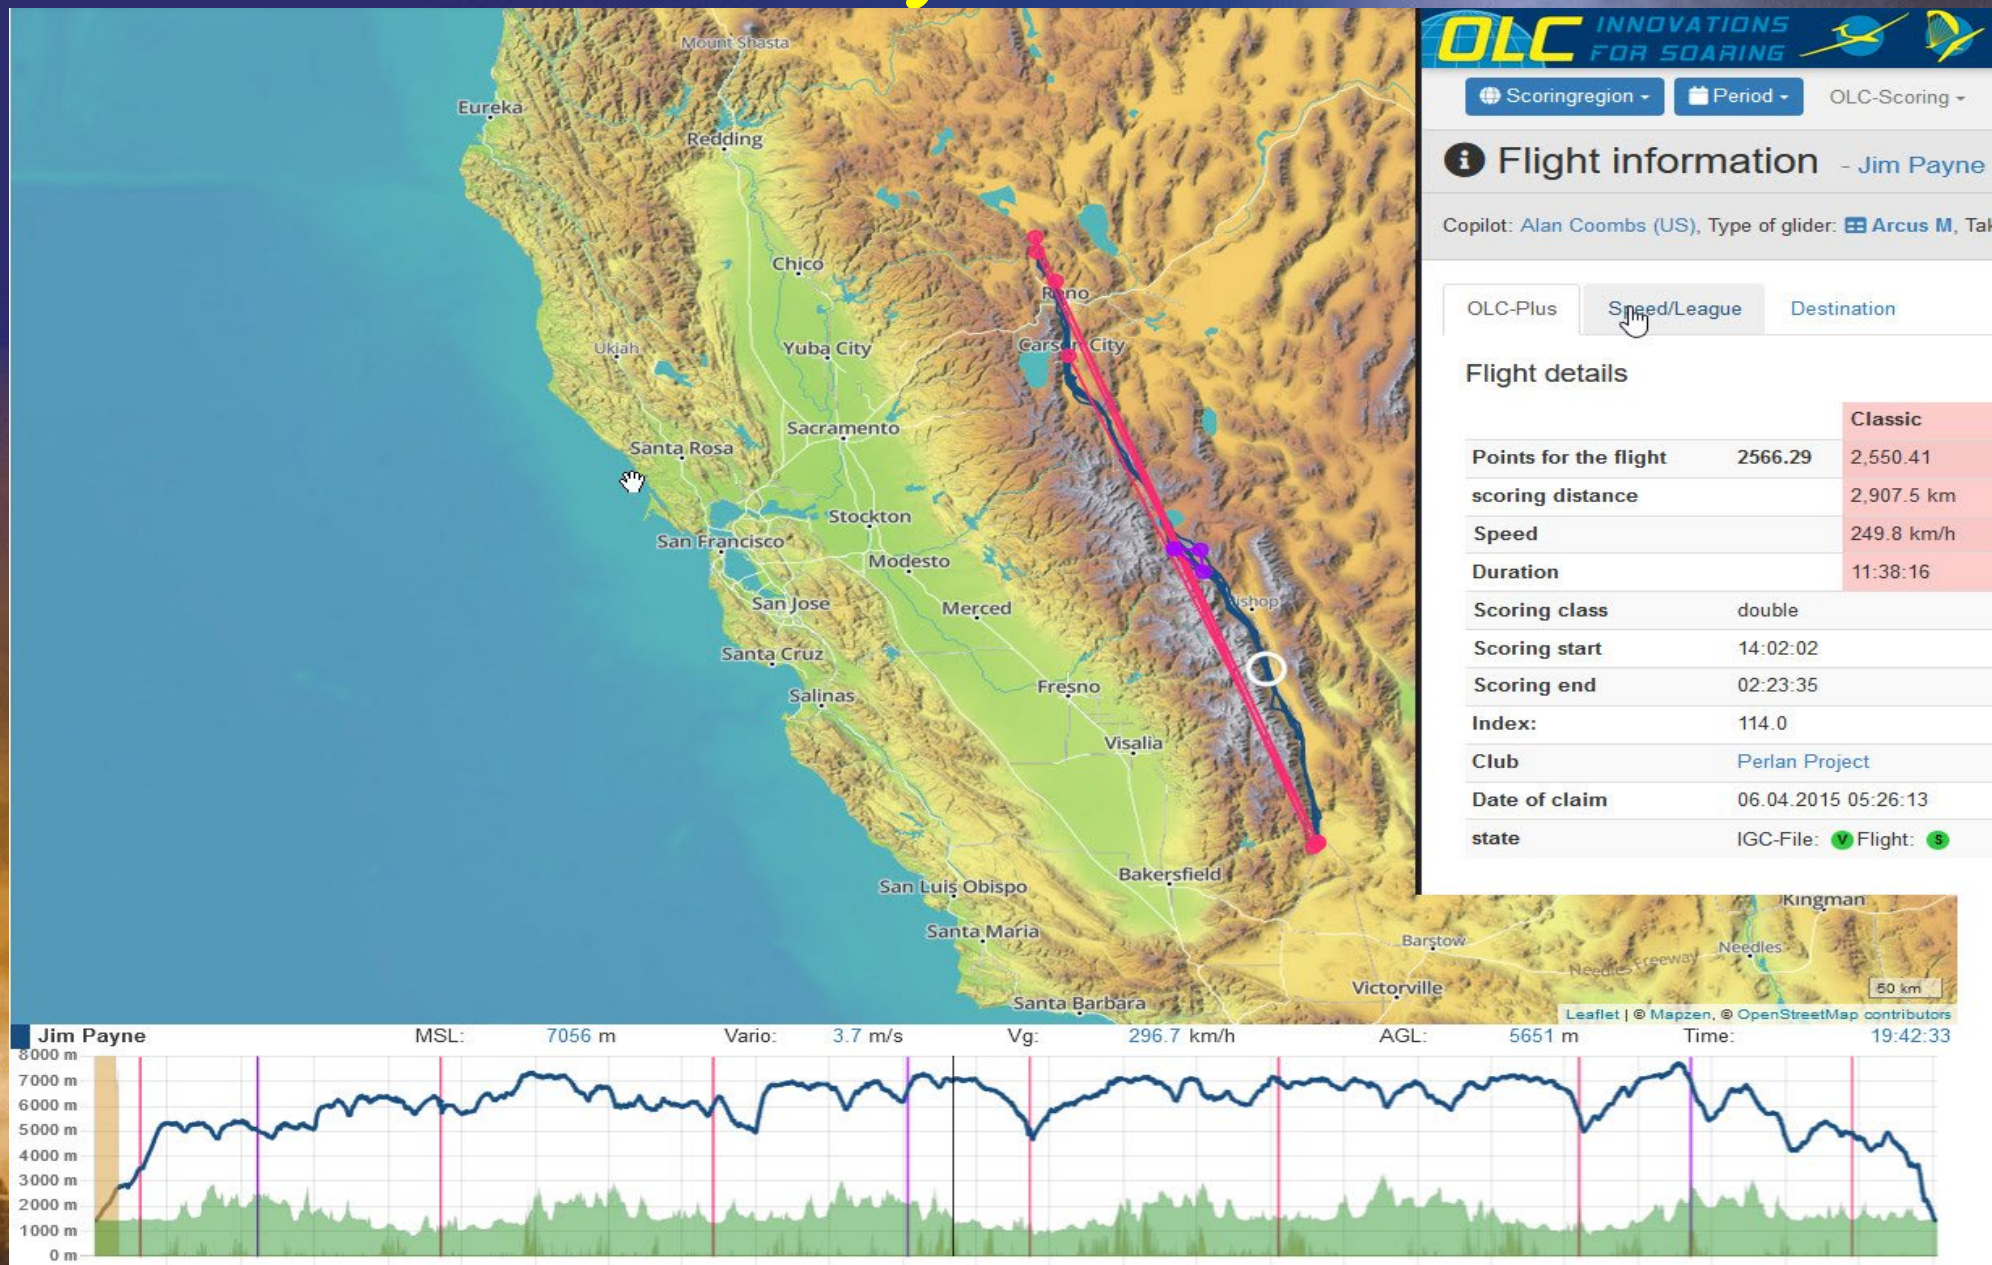 OLC INNOVATIONS
FOR SOARING
Scoringregion
Period
OLC-Scoring
Flight information - Jim Payne
Copilot: Alan Coombs (US), Type of glider: Arcus M, Tak
OLC-Plus
Speed/League
Destination
Flight details
Classic
Points for the flight 2566.29 2,550.41
scoring distance 2,907.5 km
Speed 249.8 km/h
Duration 11:38:16
Scoring class double
Scoring start 14:02:02
Scoring end 02:23:35
Index: 114.0
Club Perlan Project
Date of claim 06.04.2015 05:26:13
state IGC-File: V Flight: S
Mount Shasta
Eureka
Redding
Chico
Reno
Ukiah
Yuba City
Carson City
Sacramento
Santa Rosa
Stockton
San Francisco
Modesto
San Jose
Merced
Bishop
Santa Cruz
Fresno
Salinas
Visalia
Bakersfield
San Luis Obispo
Kingman
Santa Maria
Barstow
Needles
Needles Freeway
Victorville
50 km
Santa Barbara
Leaflet | © Mapzen, © OpenStreetMap contributors
Jim Payne MSL: 7056 m Vario: 3.7 m/s Vg: 296.7 km/h AGL: 5651 m Time: 19:42:33
8000 m
7000 m
6000 m
5000 m
4000 m
3000 m
2000 m
1000 m
0 m